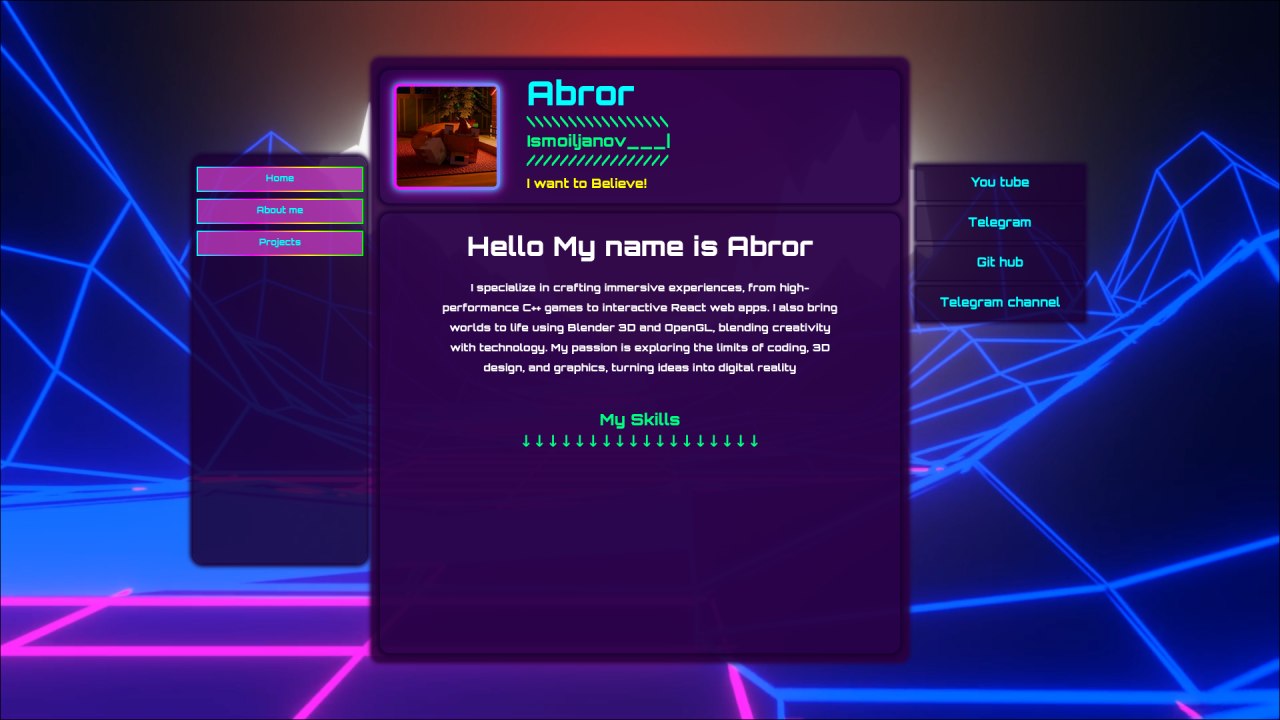 Abror
\\\\\\\\\\\\\\\\\
Ismoiljanov___|
/////////////////
I want to Believe!
Home
About me
Projects
You tube
Telegram
Git hub
Telegram channel
Hello My name is Abror
I specialize in crafting immersive experiences, from high-
performance C++ games to interactive React web apps. I also bring
worlds to life using Blender 3D and OpenGL, blending creativity
with technology. My passion is exploring the limits of coding, 3D
design, and graphics, turning ideas into digital reality
My Skills
↓ ↓ ↓ ↓ ↓ ↓ ↓ ↓ ↓ ↓ ↓ ↓ ↓ ↓ ↓ ↓ ↓ ↓